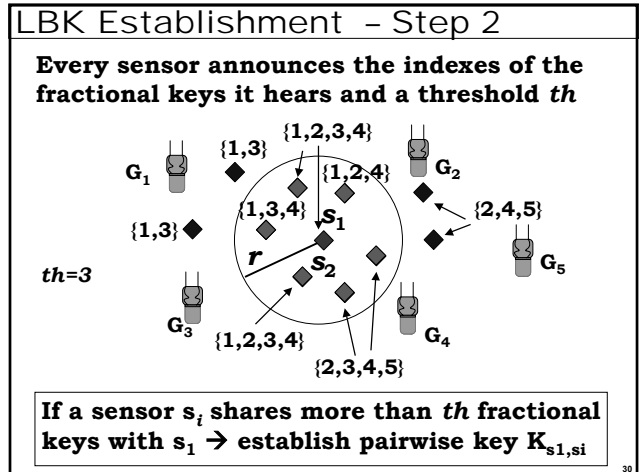 LBK Establishment – Step 2
Every sensor announces the indexes of the
fractional keys it hears and a threshold th
{1,2,3,4}
{1,3}
G1
G2
{1,2,4}
{1,3,4}
s1
{2,4,5}
{1,3}
r
s2
G5
th=3
G3
G4
{1,2,3,4}
{2,3,4,5}
If a sensor si shares more than th fractional
keys with s1 → establish pairwise key Ks1,si
30